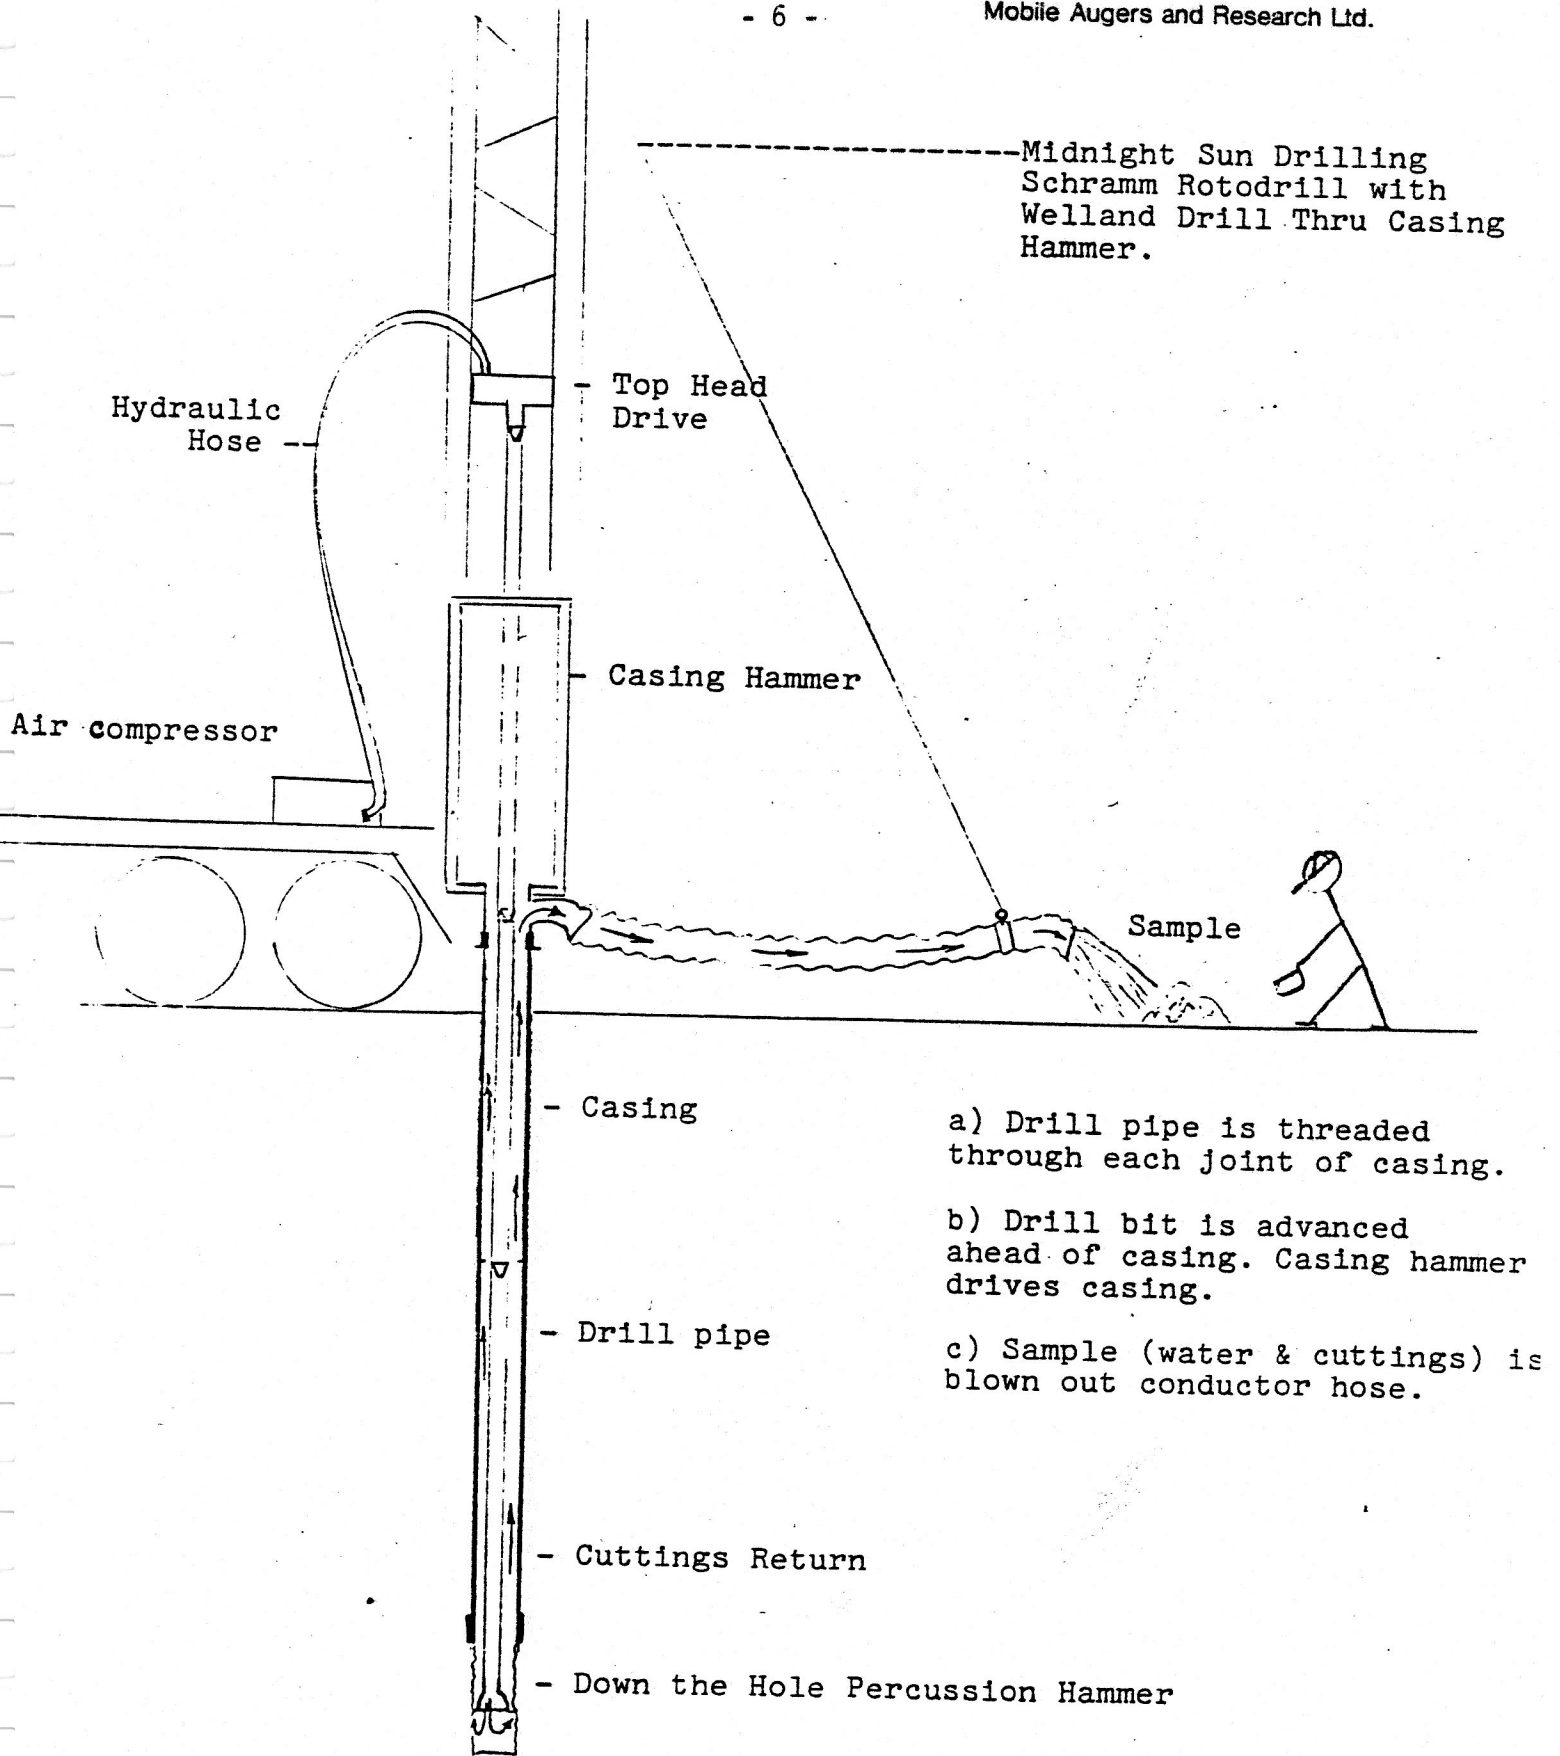 - 6 -
Mobile Augers and Research Ltd.
Midnight Sun Drilling
Schramm Rotodrill with
Welland Drill Thru Casing
Hammer.
Top Head
Drive
Hydraulic
Hose
Casing Hammer
Air compressor
Sample
Casing
a) Drill pipe is threaded
through each joint of casing.
b) Drill bit is advanced
ahead of casing. Casing hammer
drives casing.
Drill pipe
c) Sample (water & cuttings) is
blown out conductor hose.
Cuttings Return
Down the Hole Percussion Hammer